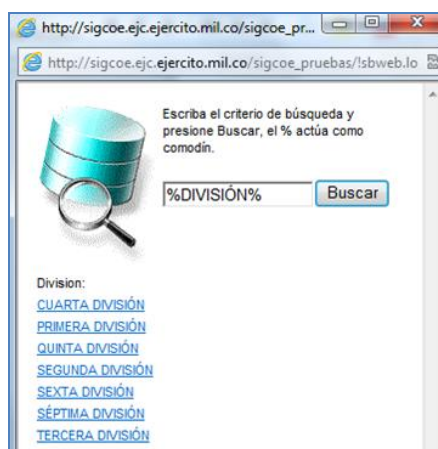 http://sigcoe.ejc.ejercito.mil.co/sigcoe_pr...
http://sigcoe.ejc.ejercito.mil.co/sigcoe_pruebas/!sbweb.lo
Escriba el criterio de búsqueda y
presione Buscar, el % actúa como
comodín.
%DIVISIÓN% Buscar
Division:
CUARTA DIVISIÓN
PRIMERA DIVISIÓN
QUINTA DIVISIÓN
SEGUNDA DIVISIÓN
SEXTA DIVISIÓN
SÉPTIMA DIVISIÓN
TERCERA DIVISIÓN